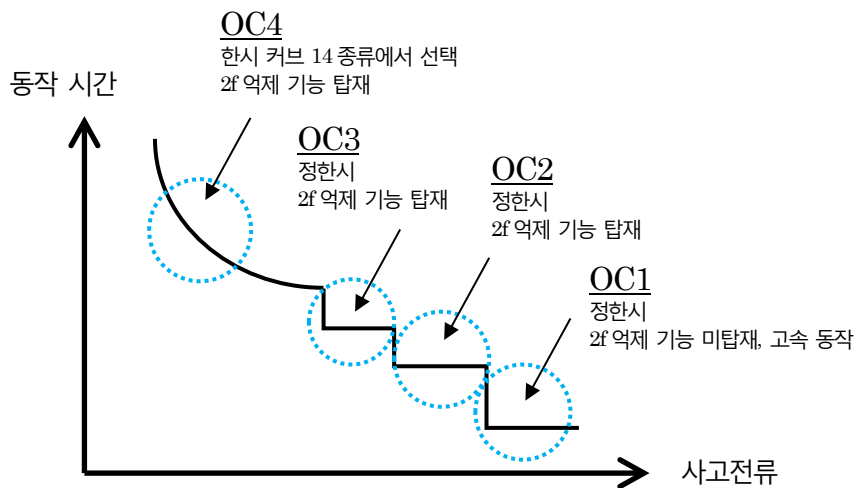 OC4
한시 커브 14 종류에서 선택
2f 억제 기능 탑재
동작 시간
OC3
정한시
2f 억제 기능 탑재
OC2
정한시
2f 억제 기능 탑재
OC1
정한시
2f 억제 기능 미탑재, 고속 동작
사고전류